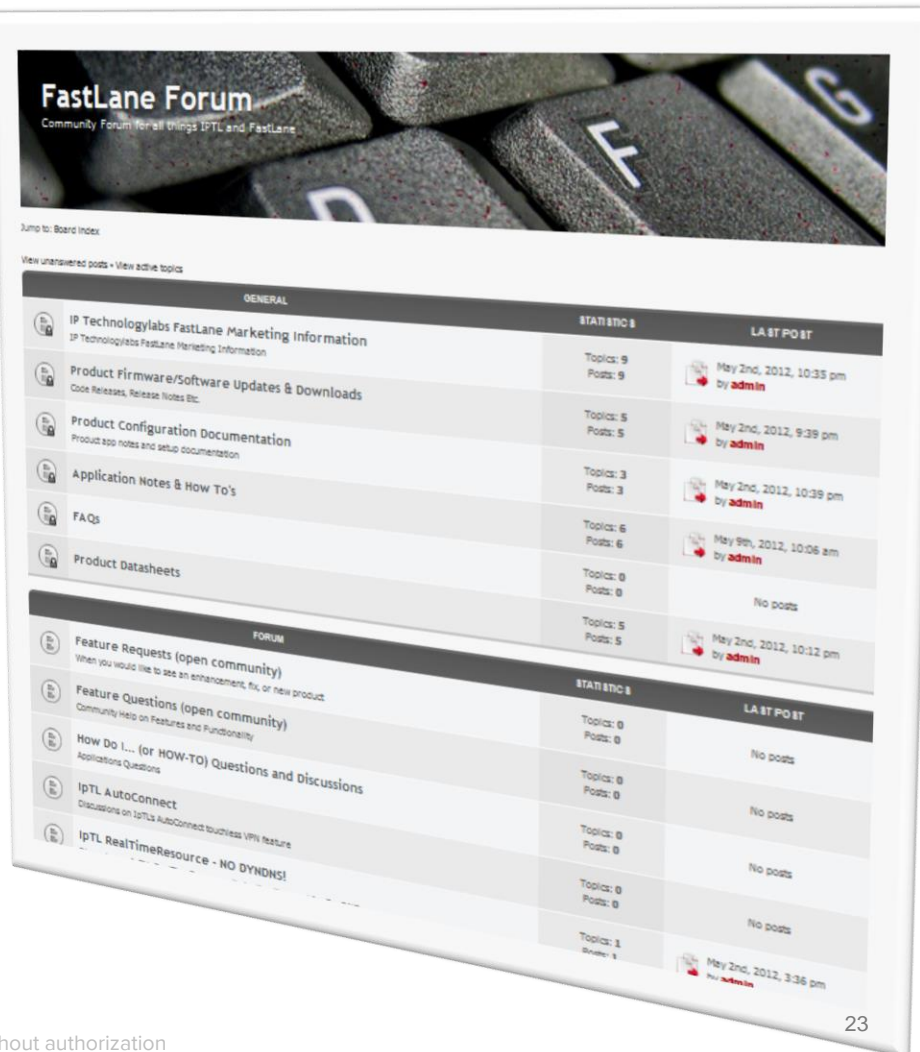 FastLane Forum
Community Forum for all things IPTL and FastLane
Jump to: Board Index
View unanswered posts • View active topics
GENERAL STATISTICS LAST POST
IP Technologylabs FastLane Marketing Information
IP Technologylabs FastLane Marketing Information
Topics: 9
Posts: 9
May 2nd, 2012, 10:35 pm
by admin
Product Firmware/Software Updates & Downloads
Code Releases, Release Notes Etc.
Topics: 5
Posts: 5
May 2nd, 2012, 9:39 pm
by admin
Product Configuration Documentation
Product app notes and setup documentation
Topics: 3
Posts: 3
May 2nd, 2012, 10:39 pm
by admin
Application Notes & How To's
Topics: 6
Posts: 6
May 9th, 2012, 10:06 am
by admin
FAQs
Topics: 0
Posts: 0
No posts
Product Datasheets
Topics: 5
Posts: 5
May 2nd, 2012, 10:12 pm
by admin
FORUM STATISTICS LAST POST
Feature Requests (open community)
When you would like to see an enhancement, fix, or new product
Topics: 0
Posts: 0
No posts
Feature Questions (open community)
Community Help on Features and Functionality
Topics: 0
Posts: 0
No posts
How Do I... (or HOW-TO) Questions and Discussions
Applications Questions
Topics: 0
Posts: 0
No posts
IpTL AutoConnect
Discussions on IpTL's AutoConnect touchless VPN feature
Topics: 0
Posts: 0
No posts
IpTL RealTimeResource - NO DYNDNS!
Topics: 1
Posts: 1
May 2nd, 2012, 3:36 pm
by admin
23
hout authorization